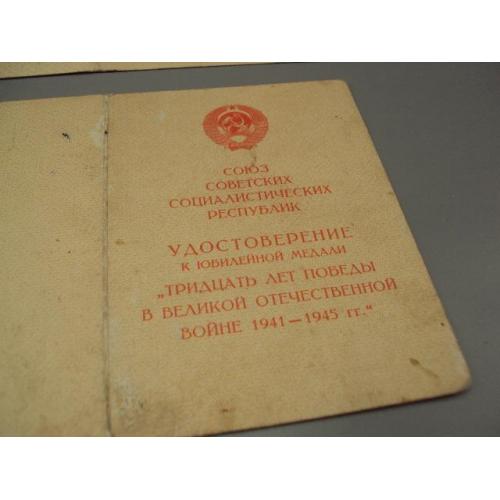 СОЮЗ
СОВЕТСКИХ
СОЦИАЛИСТИЧЕСКИХ
РЕСПУБЛИК
УДОСТОВЕРЕНИЕ
К ЮБИЛЕЙНОЙ МЕДАЛИ
„ТРИДЦАТЬ ЛЕТ ПОБЕДЫ
В ВЕЛИКОЙ ОТЕЧЕСТВЕННОЙ
ВОЙНЕ 1941—1945 гг.“